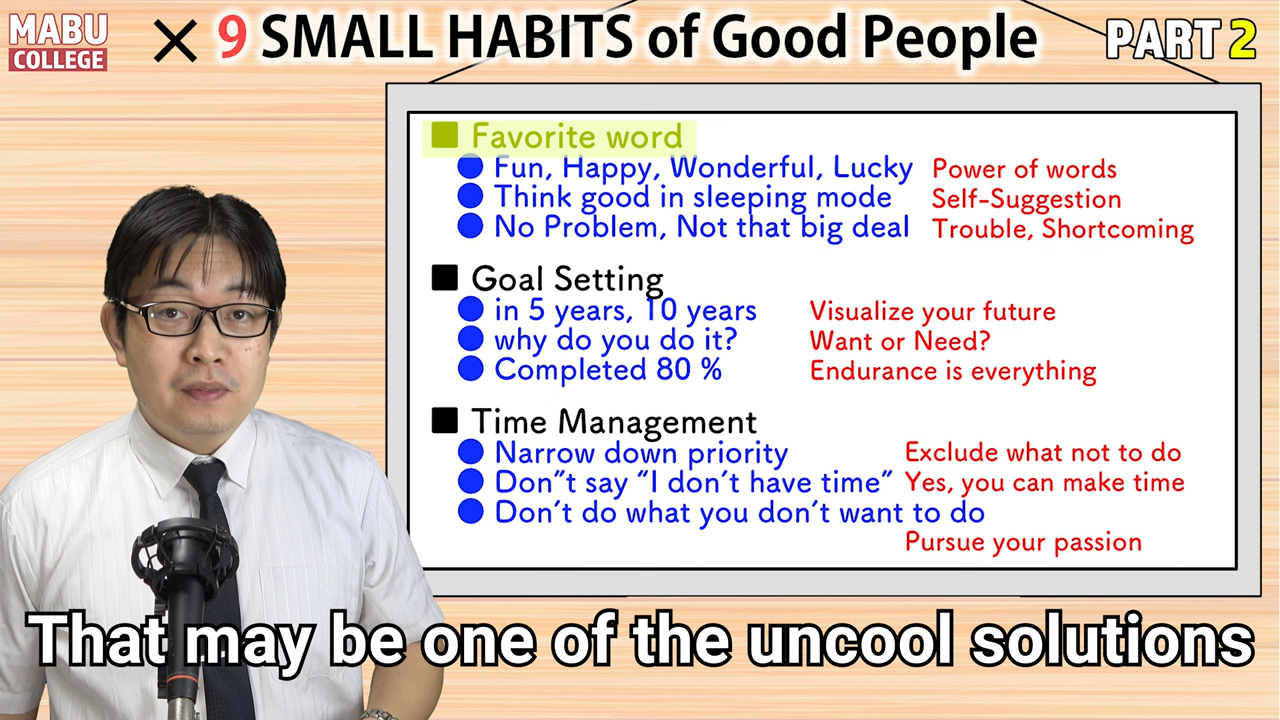 MABU
COLLEGE
× 9 SMALL HABITS of Good People
PART 2
■ Favorite word
● Fun, Happy, Wonderful, Lucky Power of words
● Think good in sleeping mode Self-Suggestion
● No Problem, Not that big deal Trouble, Shortcoming
■ Goal Setting
● in 5 years, 10 years Visualize your future
● why do you do it? Want or Need?
● Completed 80 % Endurance is everything
■ Time Management
● Narrow down priority Exclude what not to do
● Don”t say “I don’t have time” Yes, you can make time
● Don’t do what you don’t want to do
Pursue your passion
That may be one of the uncool solutions